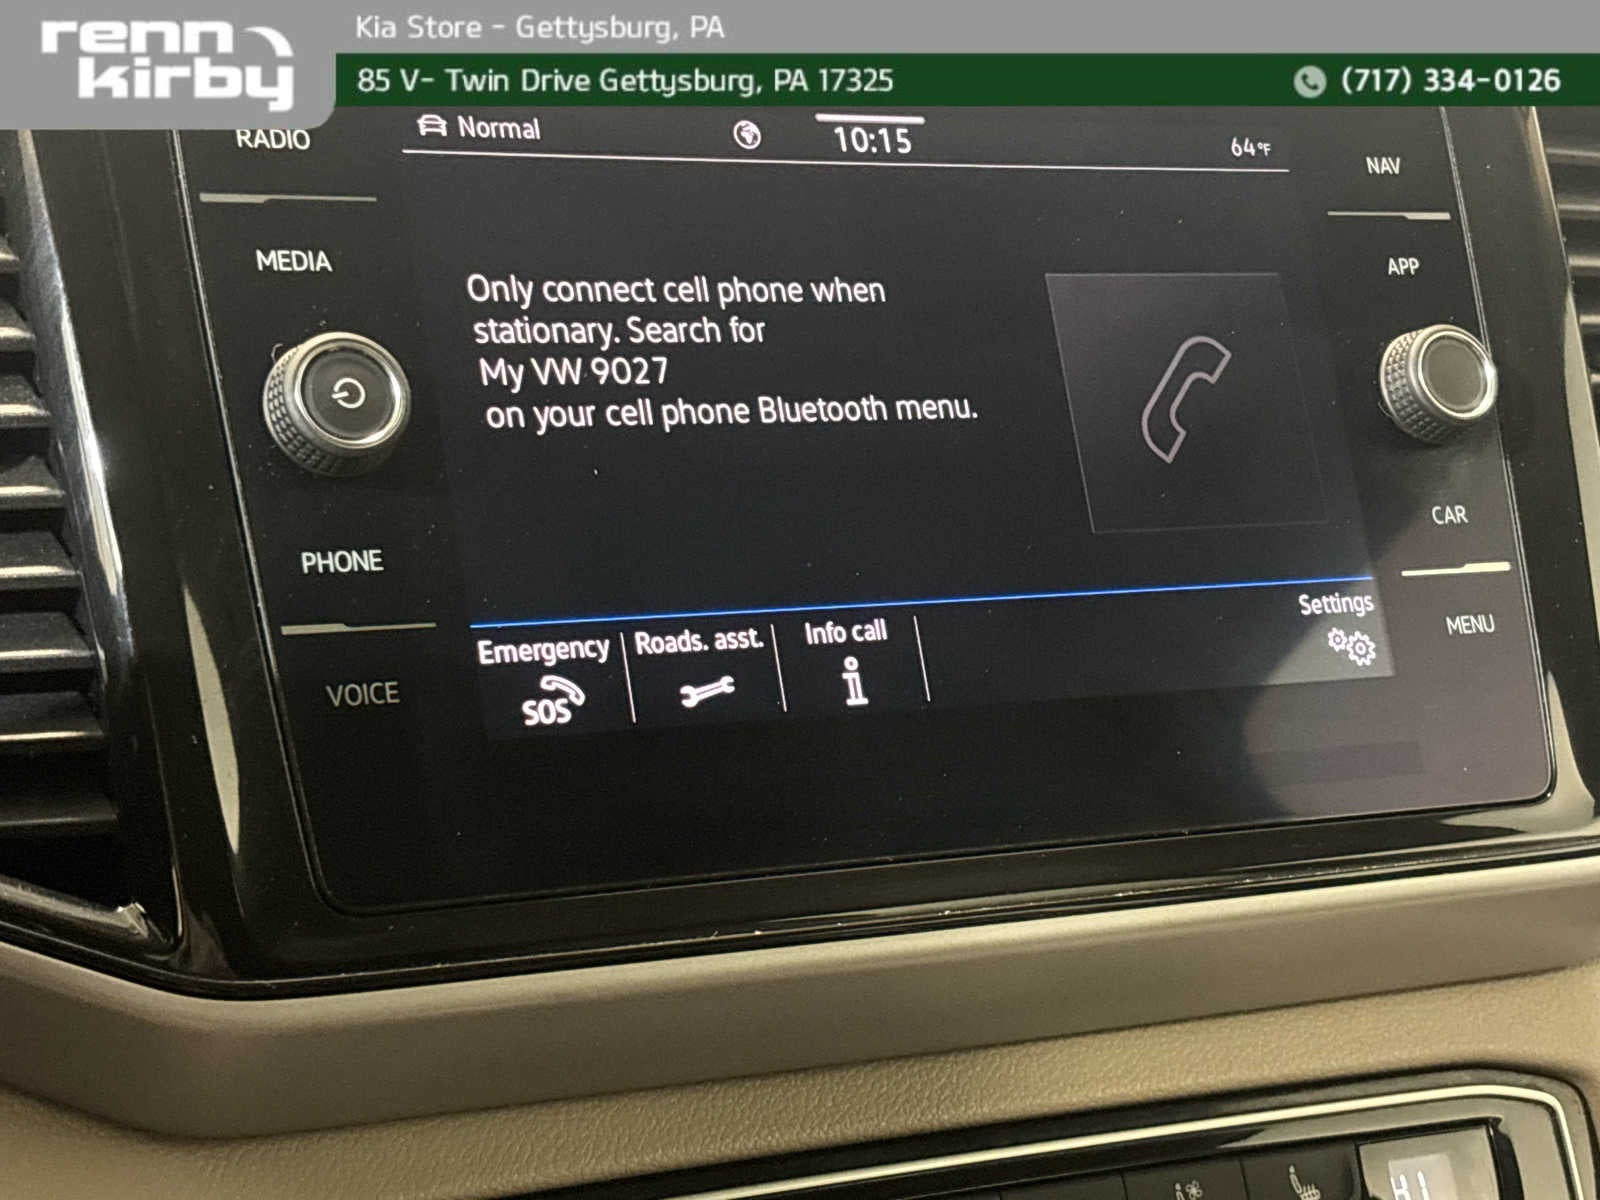 renn
kirby
Kia Store - Gettysburg, PA
85 V- Twin Drive Gettysburg, PA 17325
(717) 334-0126
RADIO
MEDIA
PHONE
VOICE
Normal
10:15
64°F
Only connect cell phone when
stationary. Search for
My VW 9027
on your cell phone Bluetooth menu.
Emergency
SOS
Roads. asst.
Info call
Settings
NAV
APP
CAR
MENU